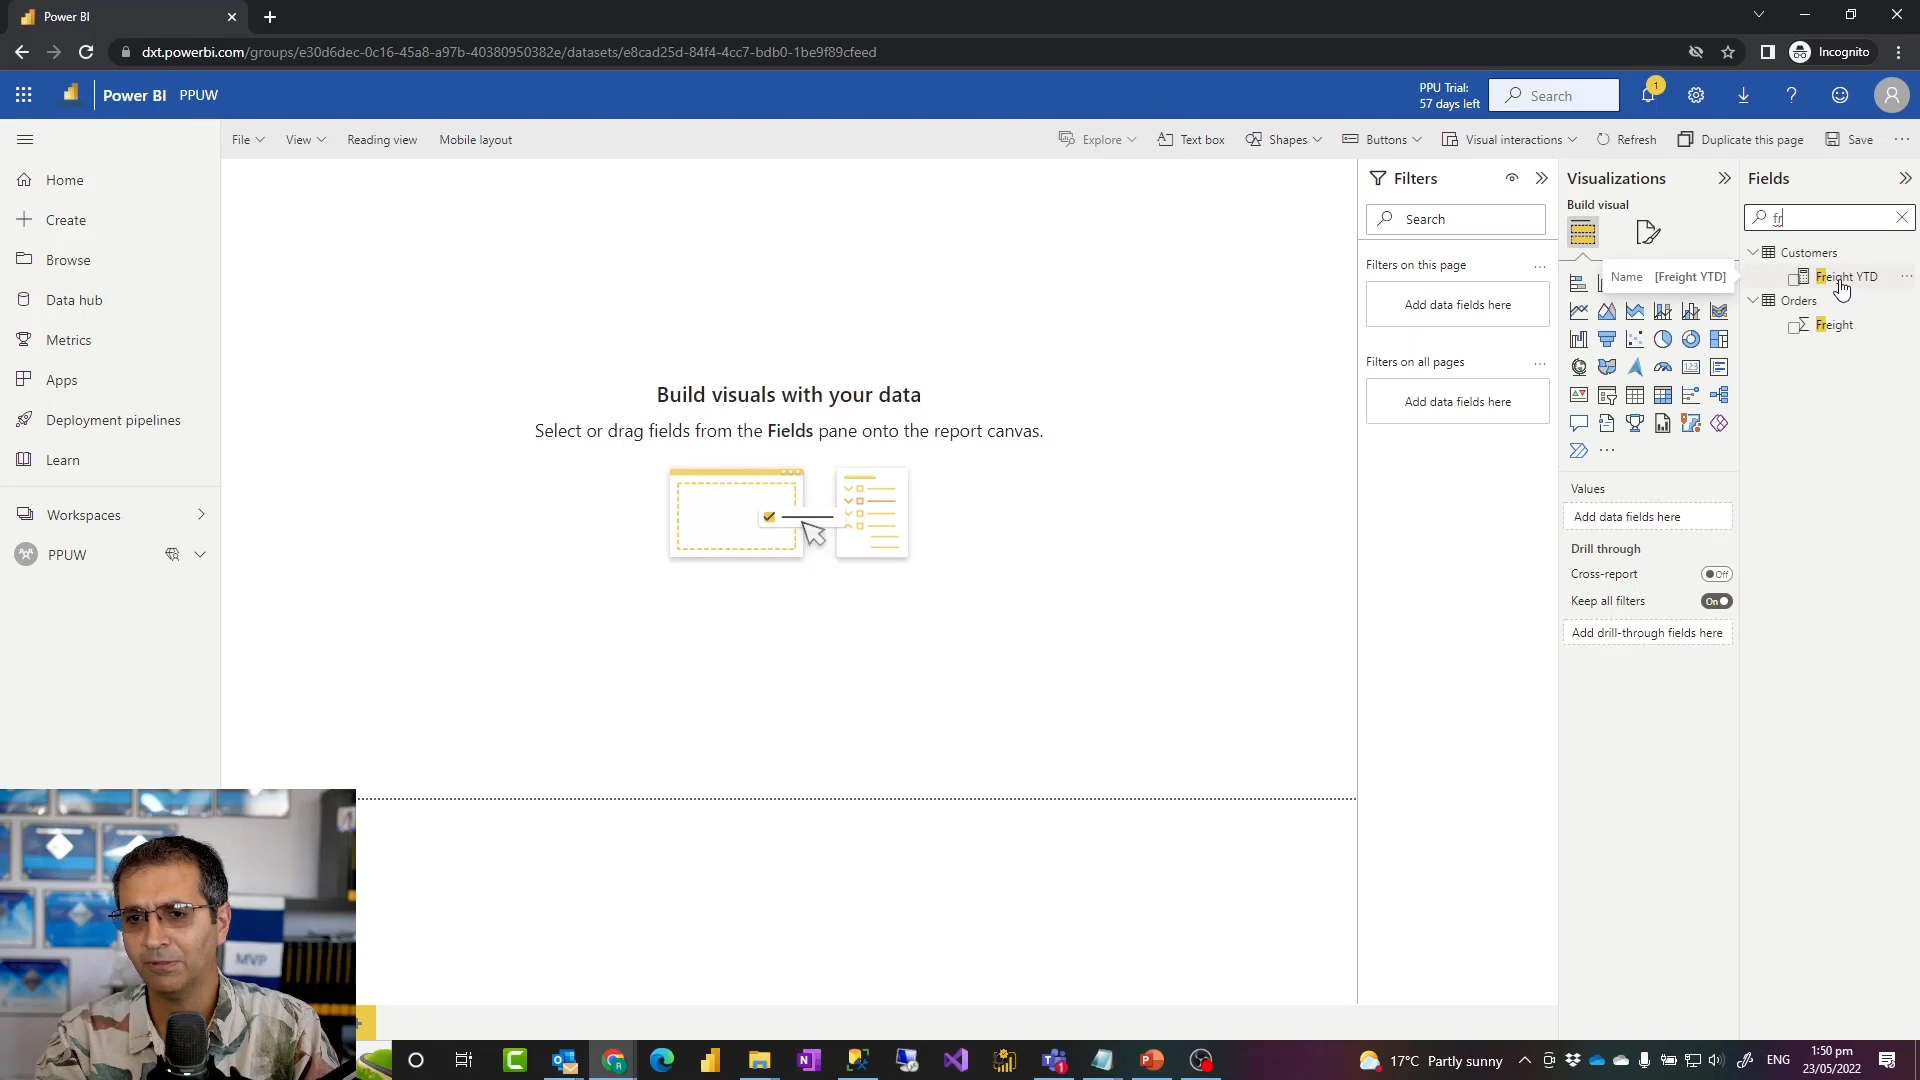 Power BI
dxt.powerbi.com/groups/e30d6dec-0c16-45a8-a97b-40380950382e/datasets/e8cad25d-84f4-4cc7-bdb0-1be9f89cfeed
Incognito
Power BI PPUW
PPU Trial:
57 days left
Search
1
File View Reading view Mobile layout
Explore Text box Shapes Buttons Visual interactions Refresh Duplicate this page Save
Home
Create
Browse
Data hub
Metrics
Apps
Deployment pipelines
Learn
Workspaces
PPUW
Build visuals with your data
Select or drag fields from the Fields pane onto the report canvas.
Filters
Search
Filters on this page
Add data fields here
Filters on all pages
Add data fields here
Visualizations
Build visual
Name [Freight YTD]
123
Values
Add data fields here
Drill through
Cross-report
Off
Keep all filters
On
Add drill-through fields here
Fields
fr
Customers
Freight YTD
Orders
Freight
MVP
17°C Partly sunny
ENG
1:50 pm
23/05/2022